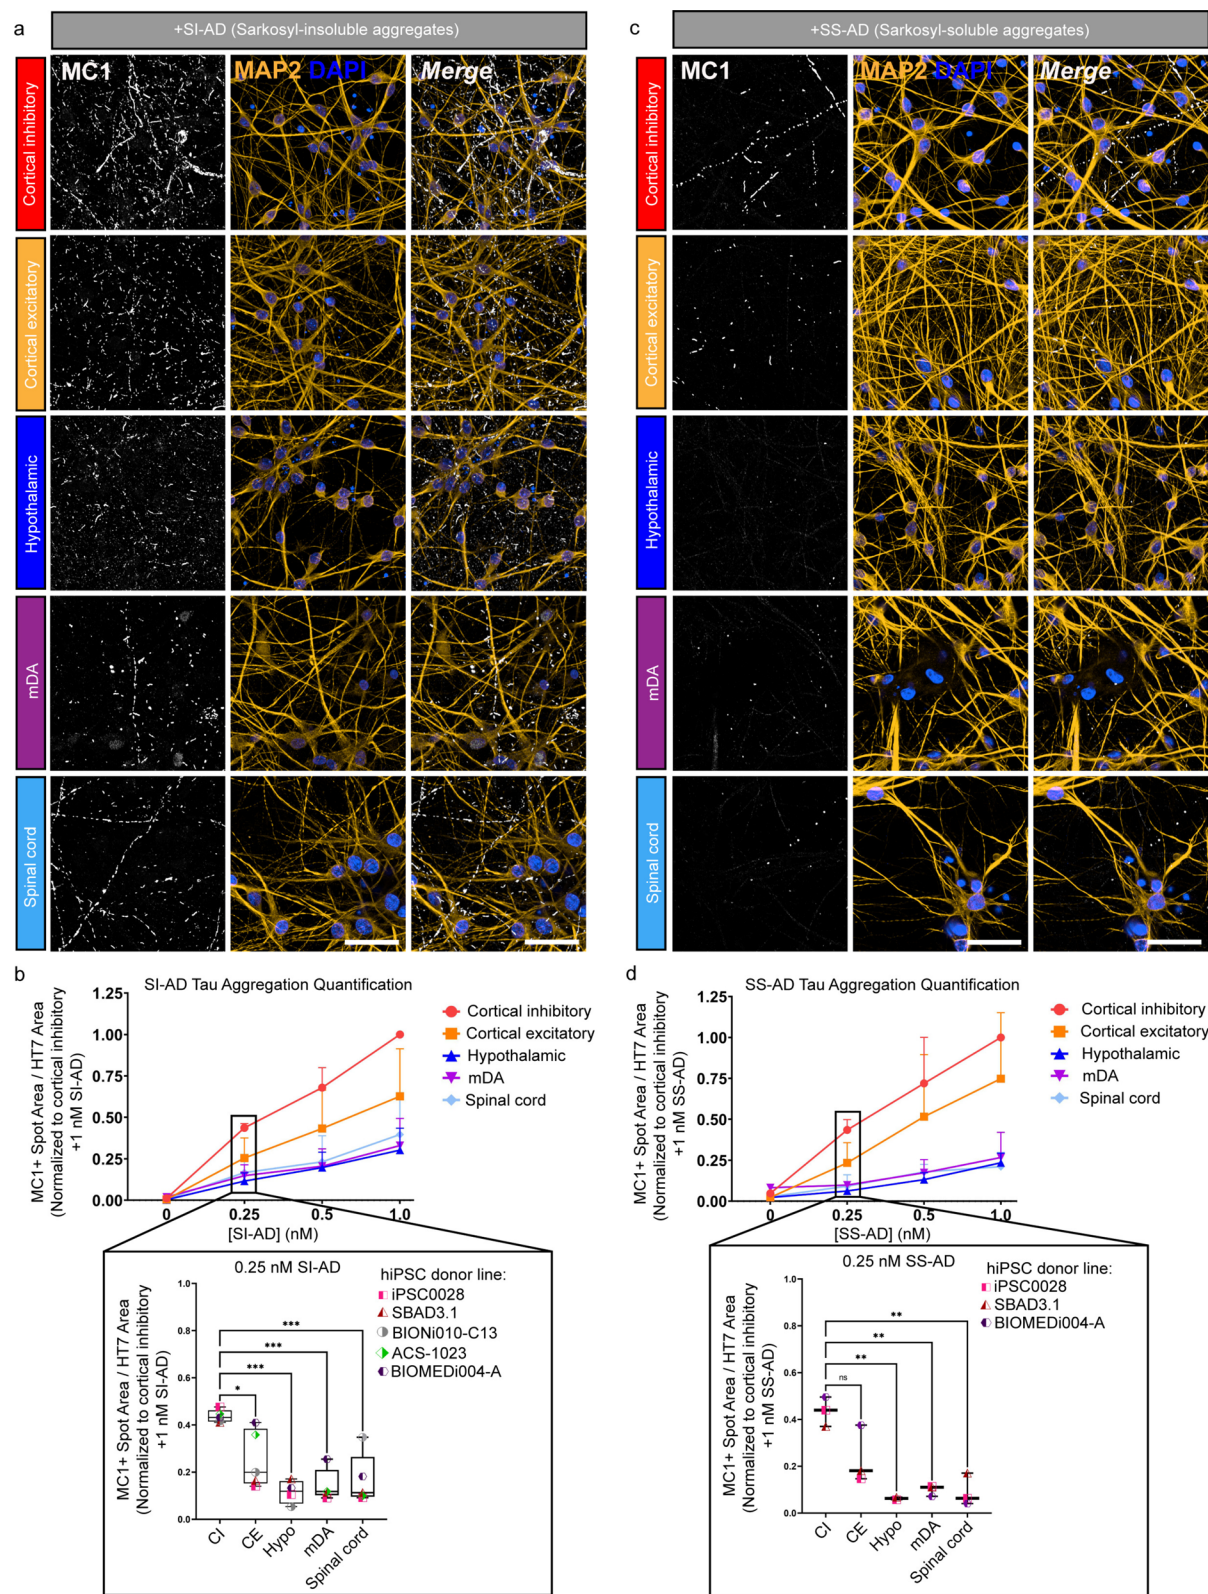 a
+SI-AD (Sarkosyl-insoluble aggregates)
MC1
MAP2 DAPI
Merge
Cortical inhibitory
Cortical excitatory
Hypothalamic
mDA
Spinal cord
c
+SS-AD (Sarkosyl-soluble aggregates)
MC1
MAP2 DAPI
Merge
Cortical inhibitory
Cortical excitatory
Hypothalamic
mDA
Spinal cord
b
SI-AD Tau Aggregation Quantification
MC1+ Spot Area / HT7 Area
(Normalized to cortical inhibitory
+1 nM SI-AD)
1.25
1.00
0.75
0.50
0.25
0.00
0
0.25
0.5
1.0
[SI-AD] (nM)
Cortical inhibitory
Cortical excitatory
Hypothalamic
mDA
Spinal cord
0.25 nM SI-AD
MC1+ Spot Area / HT7 Area
(Normalized to cortical inhibitory
+1 nM SI-AD)
1.0
0.8
0.6
0.4
0.2
0.0
***
***
***
*
CI
CE
Hypo
mDA
Spinal cord
hiPSC donor line:
iPSC0028
SBAD3.1
BIONi010-C13
ACS-1023
BIOMEDi004-A
d
SS-AD Tau Aggregation Quantification
MC1+ Spot Area / HT7 Area
(Normalized to cortical inhibitory
+1 nM SS-AD)
1.25
1.00
0.75
0.50
0.25
0.00
0
0.25
0.5
1.0
[SS-AD] (nM)
Cortical inhibitory
Cortical excitatory
Hypothalamic
mDA
Spinal cord
0.25 nM SS-AD
MC1+ Spot Area / HT7 Area
(Normalized to cortical inhibitory
+1 nM SS-AD)
1.0
0.8
0.6
0.4
0.2
0.0
**
**
**
ns
CI
CE
Hypo
mDA
Spinal cord
hiPSC donor line:
iPSC0028
SBAD3.1
BIOMEDi004-A